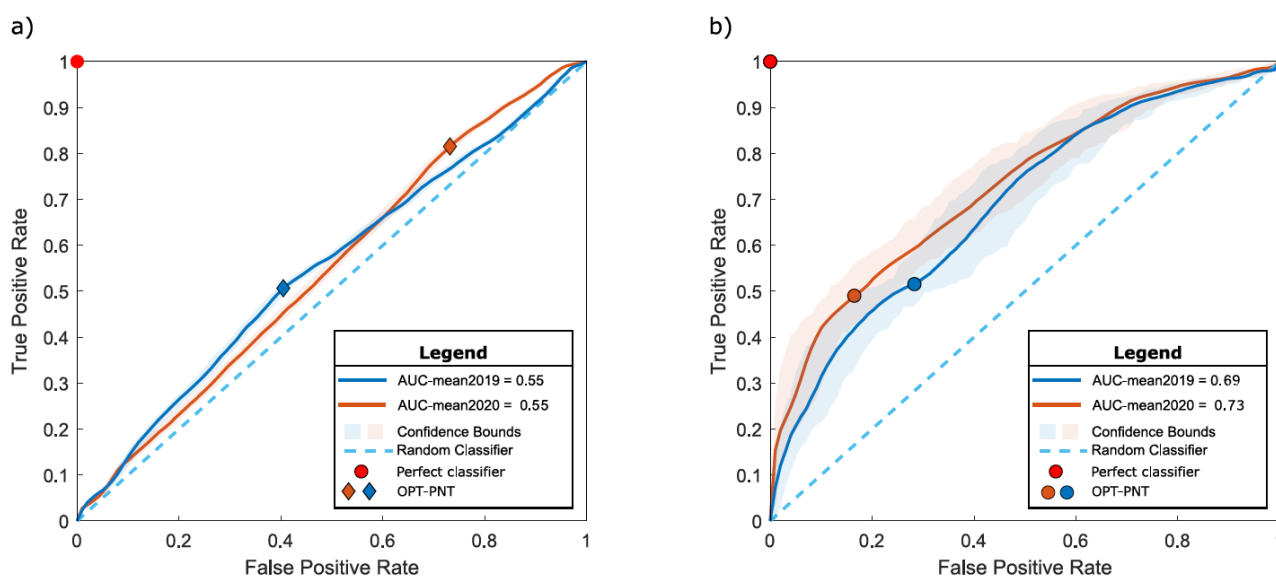 a)
True Positive Rate
1
0.9
0.8
0.7
0.6
0.5
0.4
0.3
0.2
0.1
0
0 0.2 0.4 0.6 0.8 1
False Positive Rate
Legend
AUC-mean2019 = 0.55
AUC-mean2020 = 0.55
Confidence Bounds
Random Classifier
Perfect classifier
OPT-PNT
b)
True Positive Rate
1
0.9
0.8
0.7
0.6
0.5
0.4
0.3
0.2
0.1
0
0 0.2 0.4 0.6 0.8 1
False Positive Rate
Legend
AUC-mean2019 = 0.69
AUC-mean2020 = 0.73
Confidence Bounds
Random Classifier
Perfect classifier
OPT-PNT